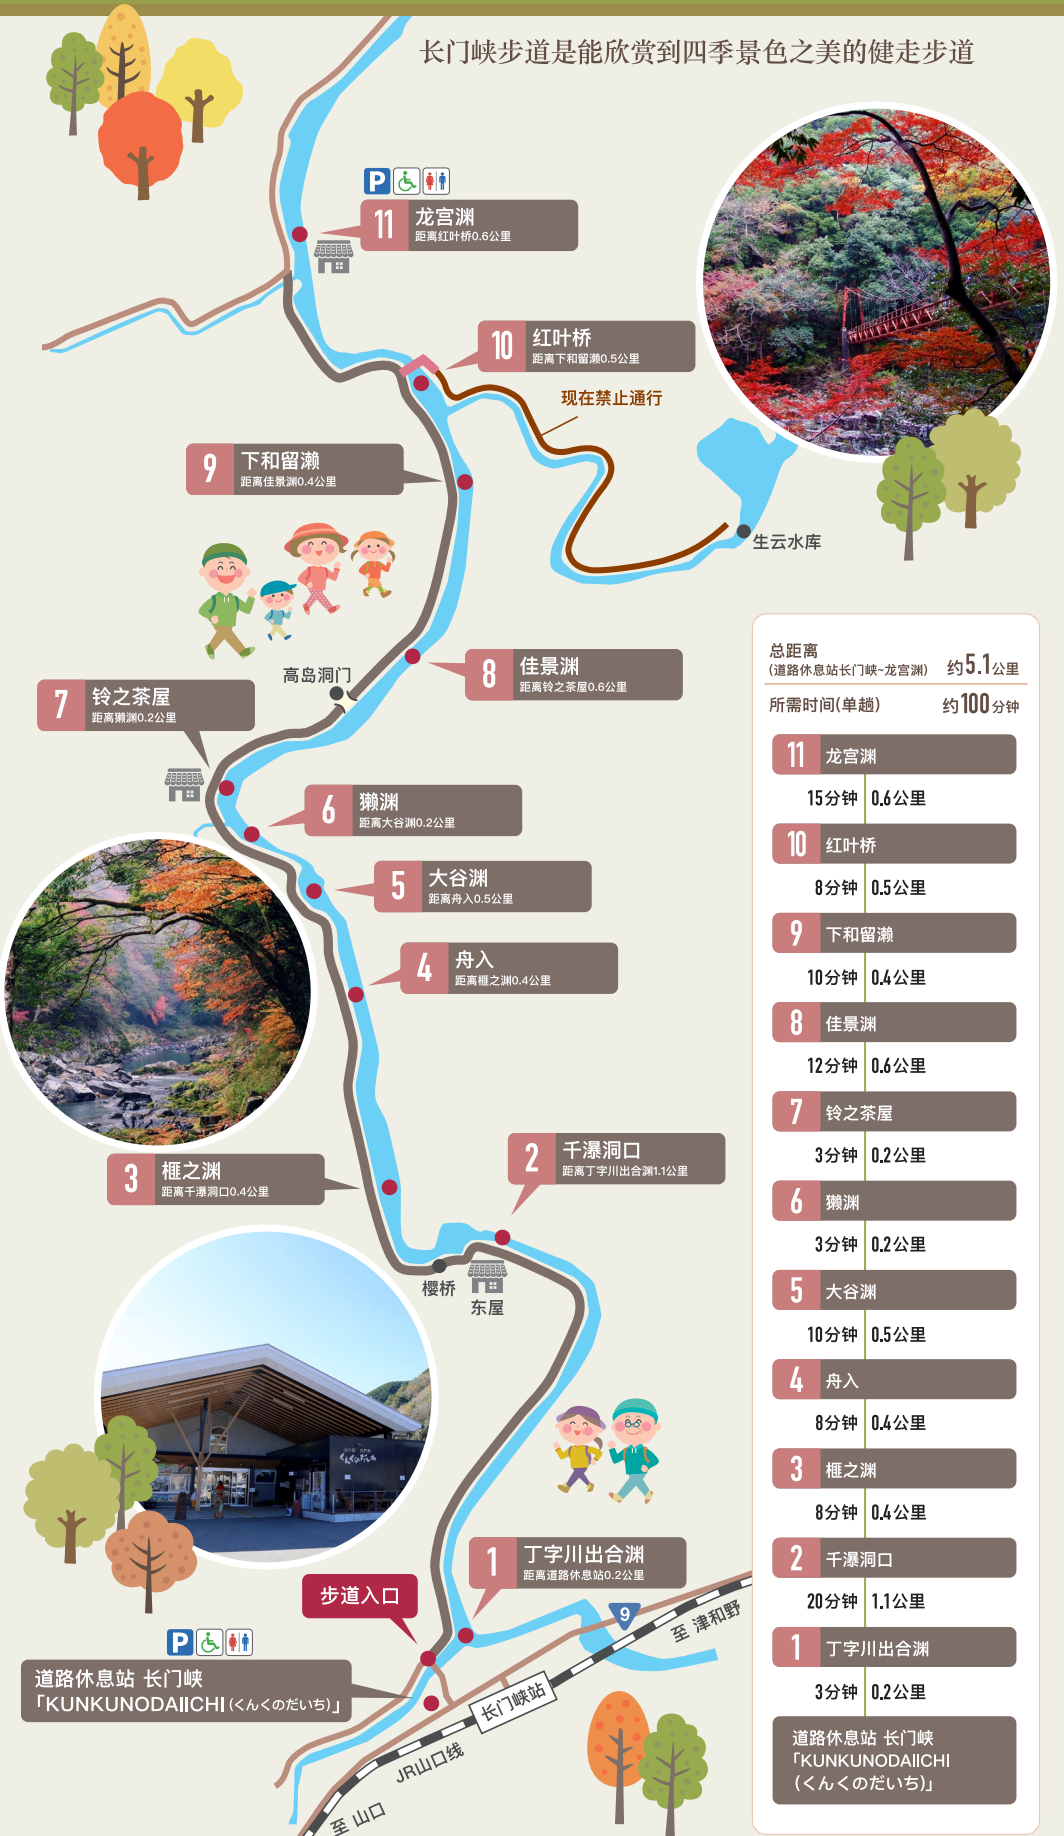 长门峡步道是能欣赏到四季景色之美的健走步道
P
11 龙宫渊
距离红叶桥0.6公里
10 红叶桥
距离下和留濑0.5公里
现在禁止通行
9 下和留濑
距离佳景渊0.4公里
生云水库
8 佳景渊
距离铃之茶屋0.6公里
高岛洞门
7 铃之茶屋
距离獭渊0.2公里
6 獭渊
距离大谷渊0.2公里
5 大谷渊
距离舟入0.5公里
4 舟入
距离榧之渊0.4公里
2 千瀑洞口
距离丁字川出合渊1.1公里
3 榧之渊
距离千瀑洞口0.4公里
樱桥
东屋
くんくのだいち
1 丁字川出合渊
距离道路休息站0.2公里
步道入口
9
至 津和野
P
道路休息站 长门峡
「KUNKUNODAIICHI (くんくのだいち)」
长门峡站
JR山口线
至 山口
总距离
(道路休息站长门峡~龙宫渊) 约5.1公里
所需时间(单趟) 约100分钟
11 龙宫渊
15分钟 0.6公里
10 红叶桥
8分钟 0.5公里
9 下和留濑
10分钟 0.4公里
8 佳景渊
12分钟 0.6公里
7 铃之茶屋
3分钟 0.2公里
6 獭渊
3分钟 0.2公里
5 大谷渊
10分钟 0.5公里
4 舟入
8分钟 0.4公里
3 榧之渊
8分钟 0.4公里
2 千瀑洞口
20分钟 1.1公里
1 丁字川出合渊
3分钟 0.2公里
道路休息站 长门峡
「KUNKUNODAIICHI
(くんくのだいち)」